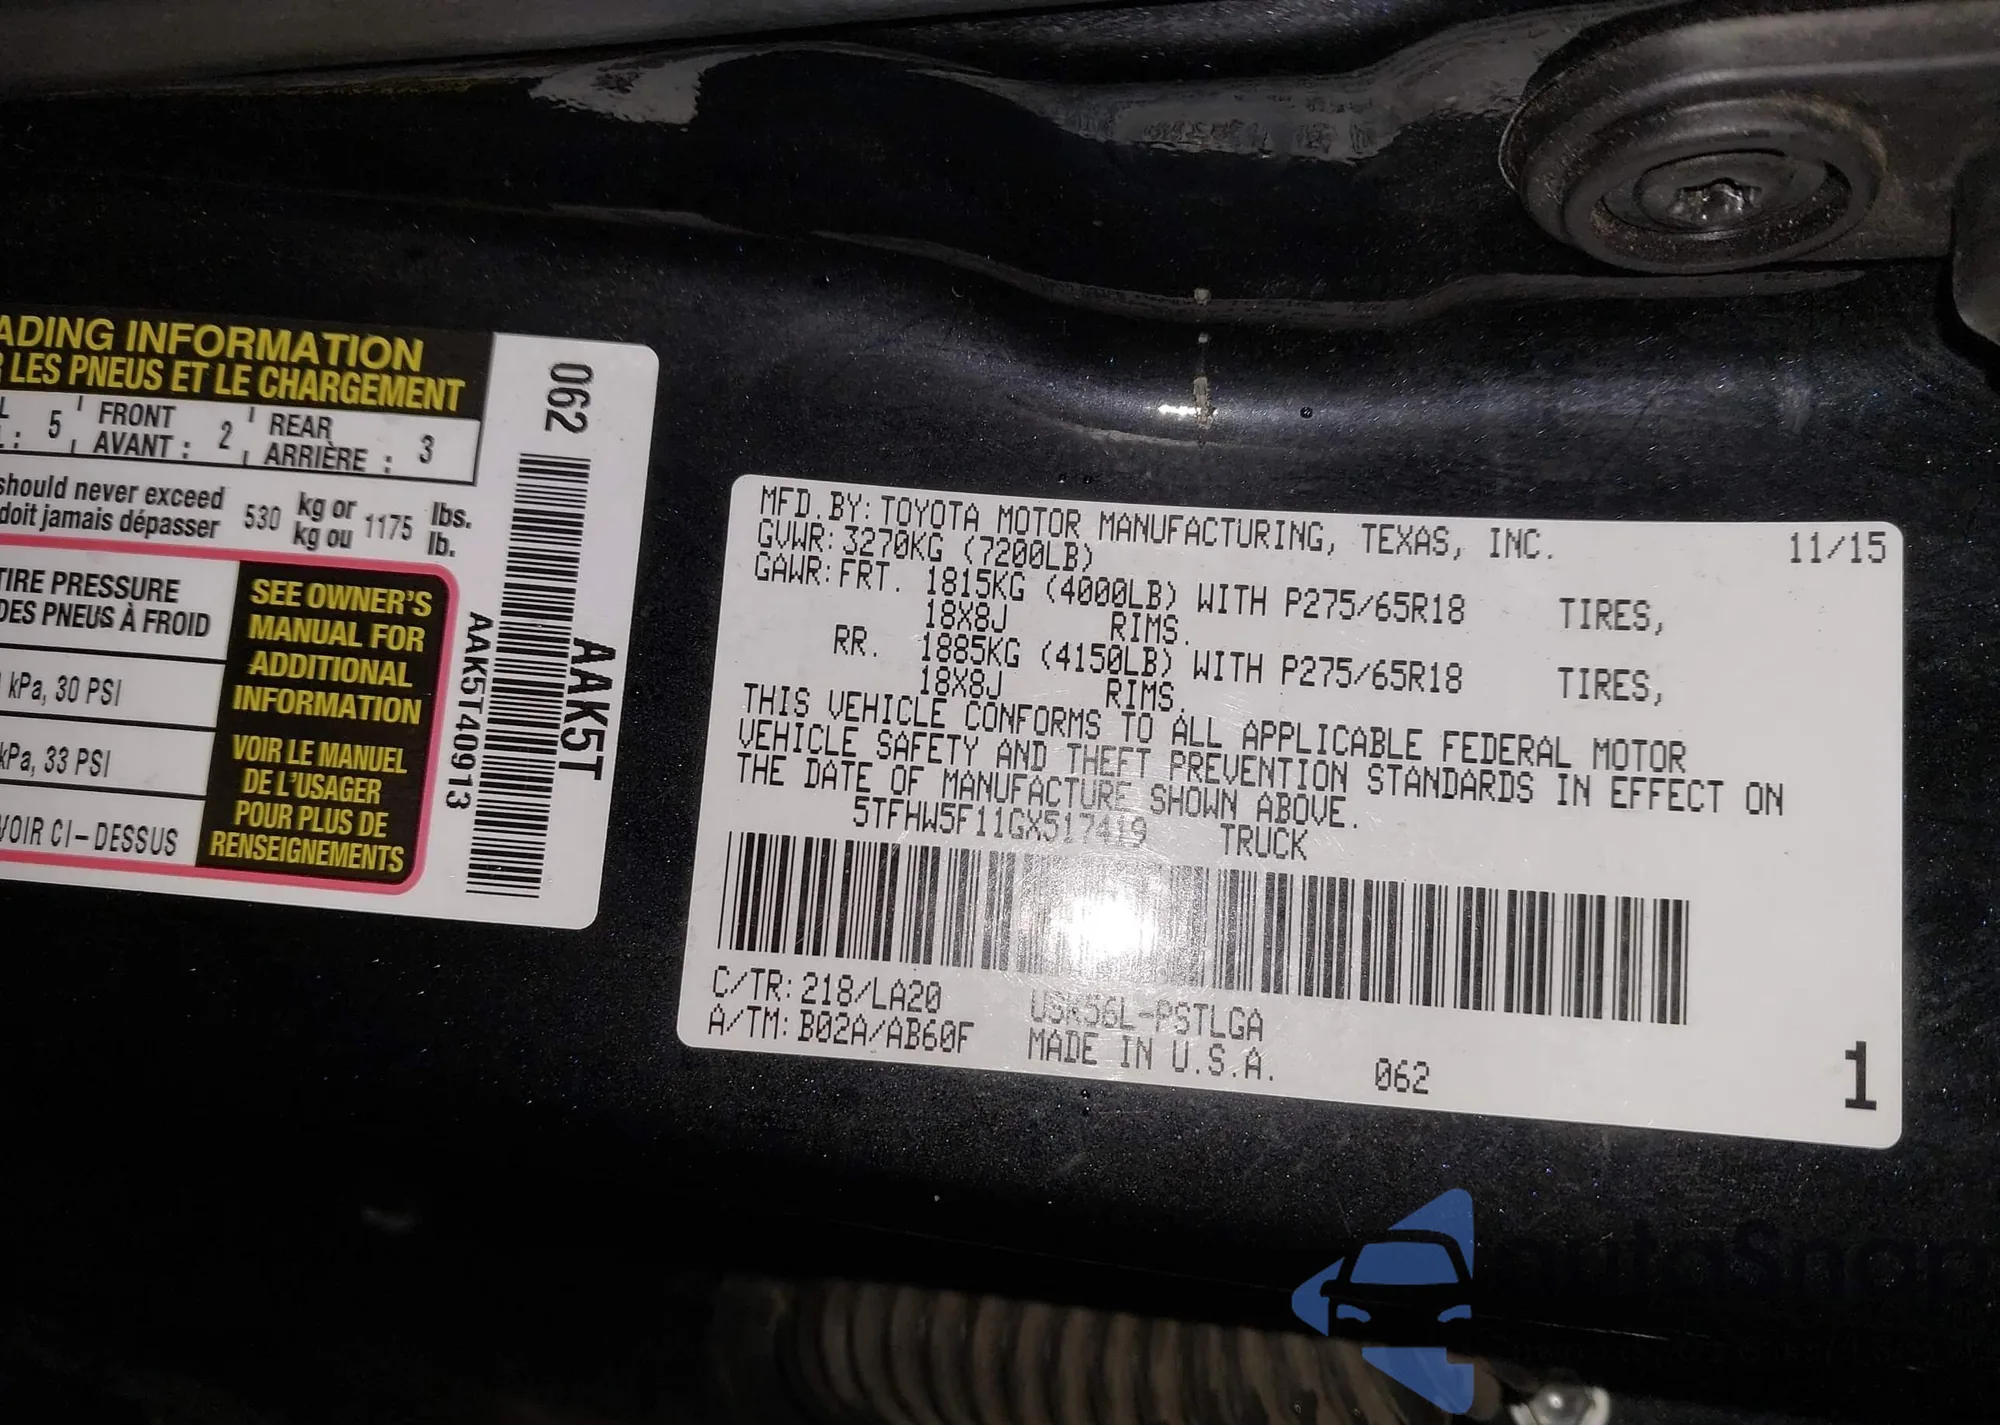 ADING INFORMATION
LES PNEUS ET LE CHARGEMENT
5 FRONT 2 REAR 3
AVANT : ARRIÈRE :
should never exceed 530 kg or 1175 lbs.
doit jamais dépasser kg ou lb.
TIRE PRESSURE
DES PNEUS À FROID
kPa, 30 PSI
kPa, 33 PSI
VOIR CI-DESSUS
SEE OWNER'S
MANUAL FOR
ADDITIONAL
INFORMATION
VOIR LE MANUEL
DE L'USAGER
POUR PLUS DE
RENSEIGNEMENTS
062
AAK5T
AAK5T40913
MFD.BY:TOYOTA MOTOR MANUFACTURING, TEXAS, INC. 11/15
GVWR:3270KG (7200LB)
GAWR:FRT. 1815KG (4000LB) WITH P275/65R18 TIRES,
18X8J RIMS.
RR. 1885KG (4150LB) WITH P275/65R18 TIRES,
18X8J RIMS.
THIS VEHICLE CONFORMS TO ALL APPLICABLE FEDERAL MOTOR
VEHICLE SAFETY AND THEFT PREVENTION STANDARDS IN EFFECT ON
THE DATE OF MANUFACTURE SHOWN ABOVE.
5TFHW5F11GX517419 TRUCK
C/TR:218/LA20 USK56L-PSTLGA
A/TM:B02A/AB60F MADE IN U.S.A. 062
1